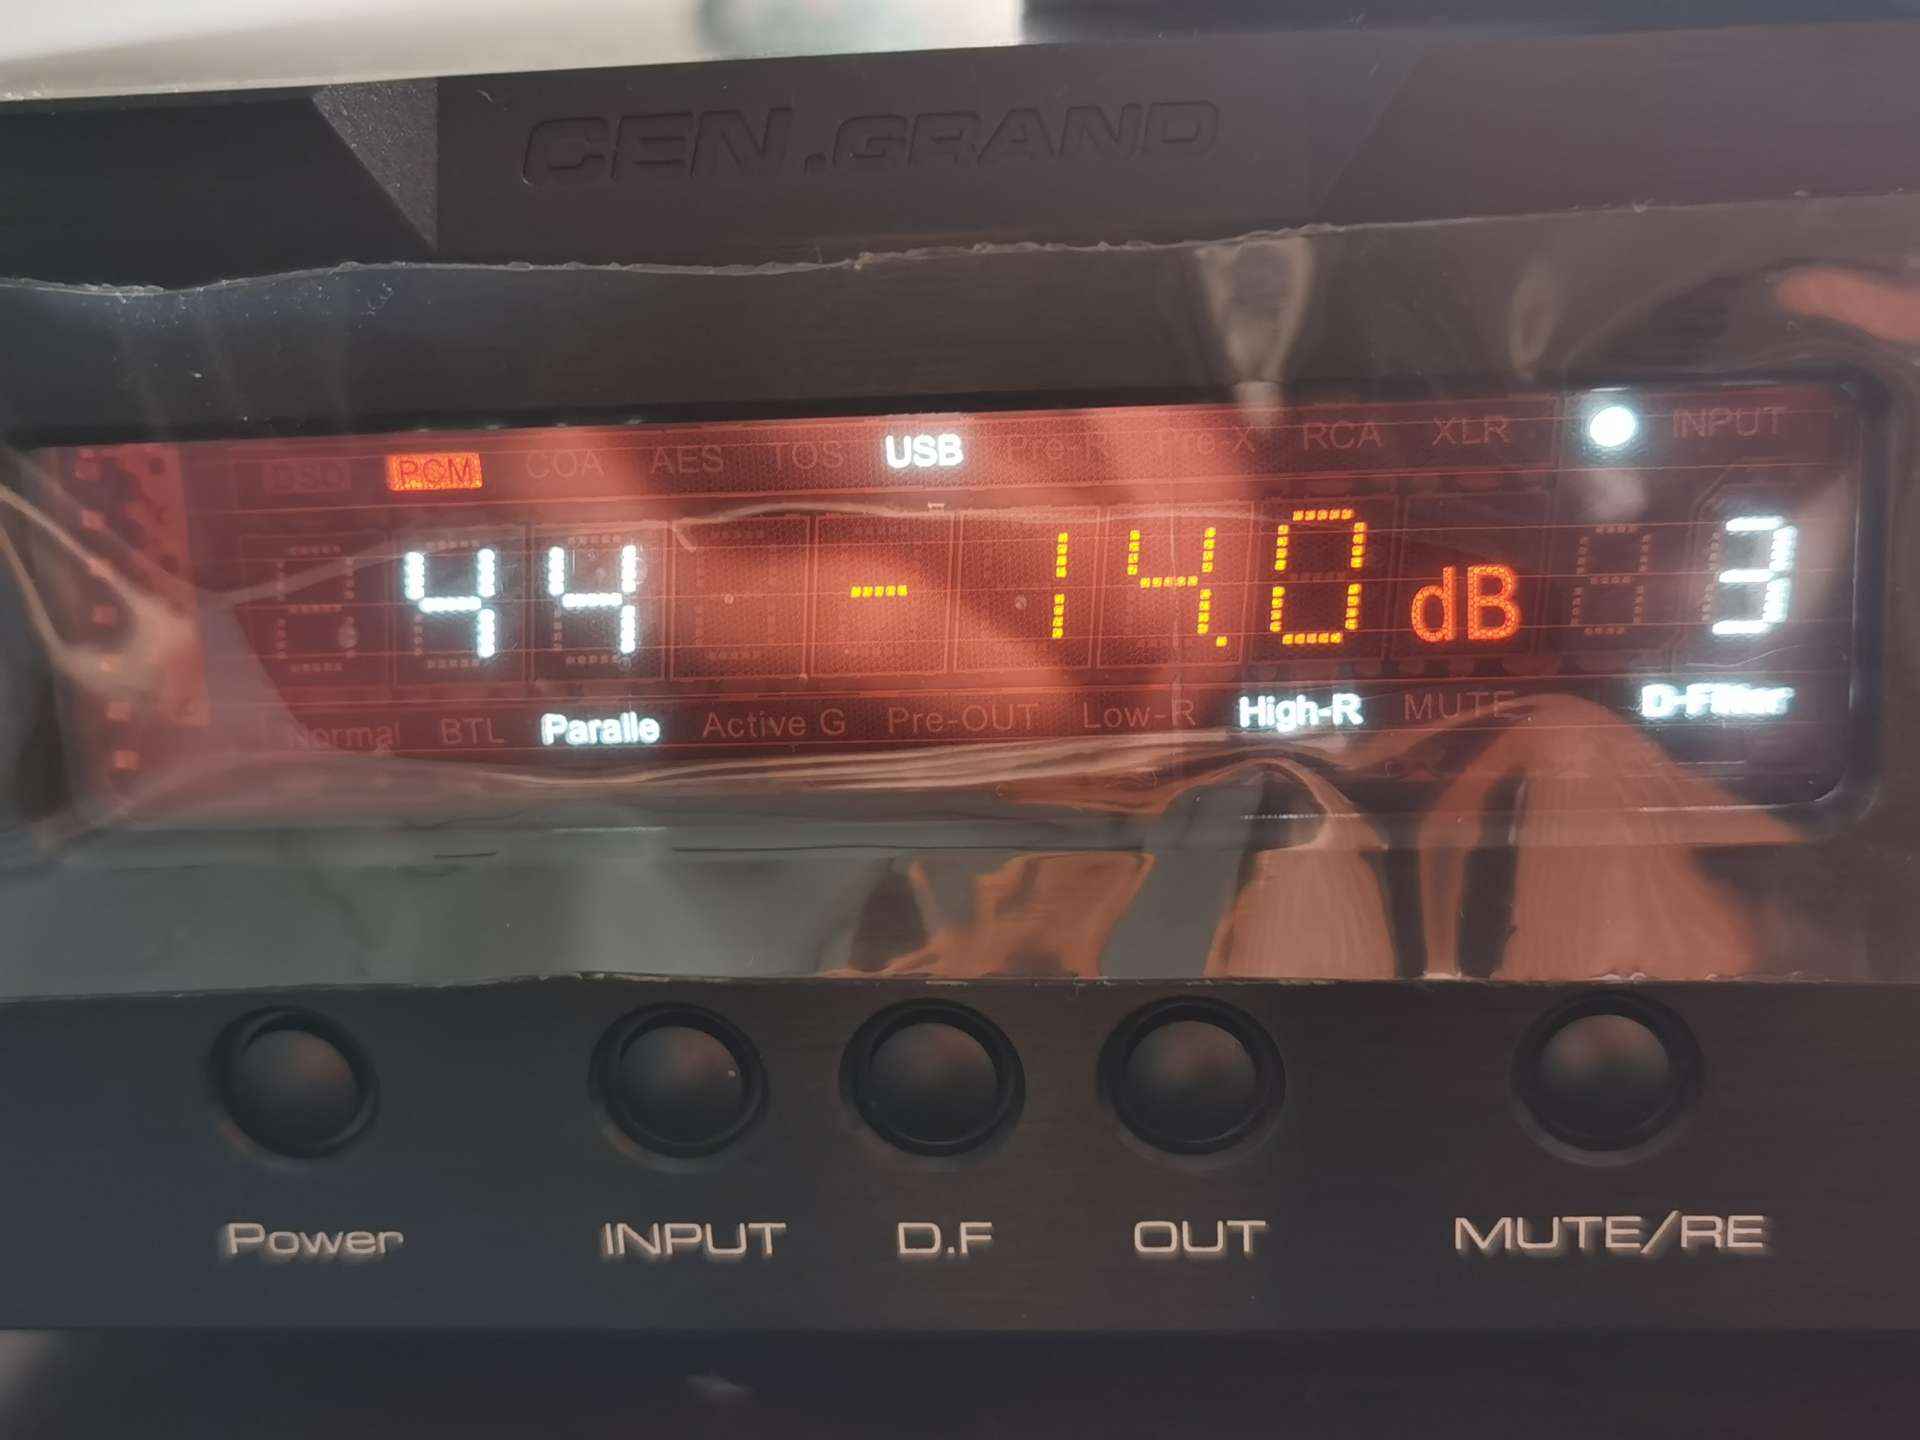 CEN.GRAND
DSD PCM COA AES TOS USB Pre-R Pre-X RCA XLR INPUT
44 -14.0 dB 3
Normal BTL Paralle Active G Pre-OUT Low-R High-R MUTE D-Filter
Power INPUT D.F OUT MUTE/RE